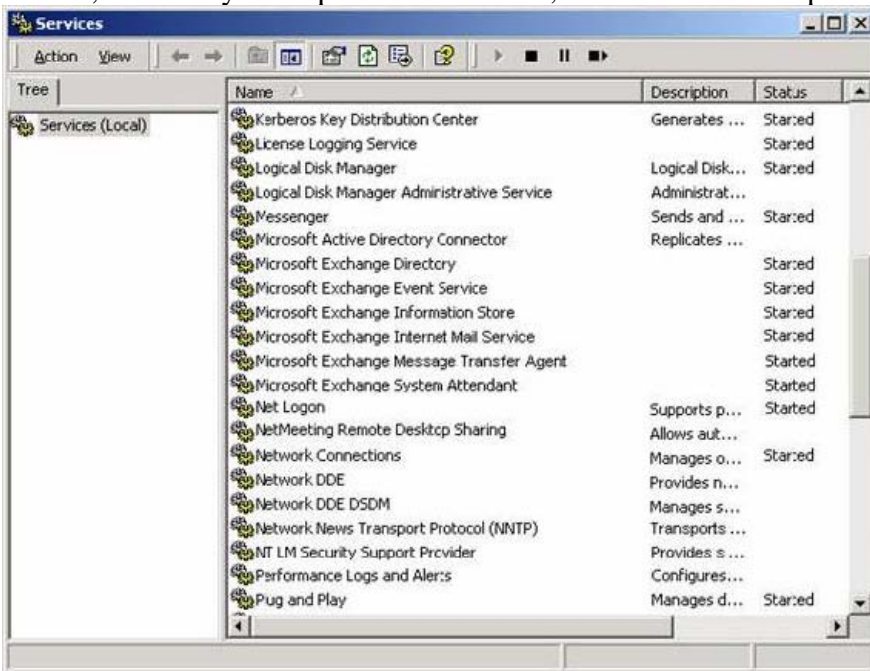 Services
Action View
Tree
Name Description Status
Services (Local)
Kerberos Key Distribution Center Generates ... Started
License Logging Service Started
Logical Disk Manager Logical Disk... Started
Logical Disk Manager Administrative Service Administrat...
Messenger Sends and ... Started
Microsoft Active Directory Connector Replicates ...
Microsoft Exchange Directory Started
Microsoft Exchange Event Service Started
Microsoft Exchange Information Store Started
Microsoft Exchange Internet Mail Service Started
Microsoft Exchange Message Transfer Agent Started
Microsoft Exchange System Attendant Started
Net Logon Supports p... Started
NetMeeting Remote Desktop Sharing Allows aut...
Network Connections Manages o... Started
Network DDE Provides n...
Network DDE DSDM Manages s...
Network News Transport Protocol (NNTP) Transports ...
NT LM Security Support Provider Provides s ...
Performance Logs and Alerts Configures...
Plug and Play Manages d... Started